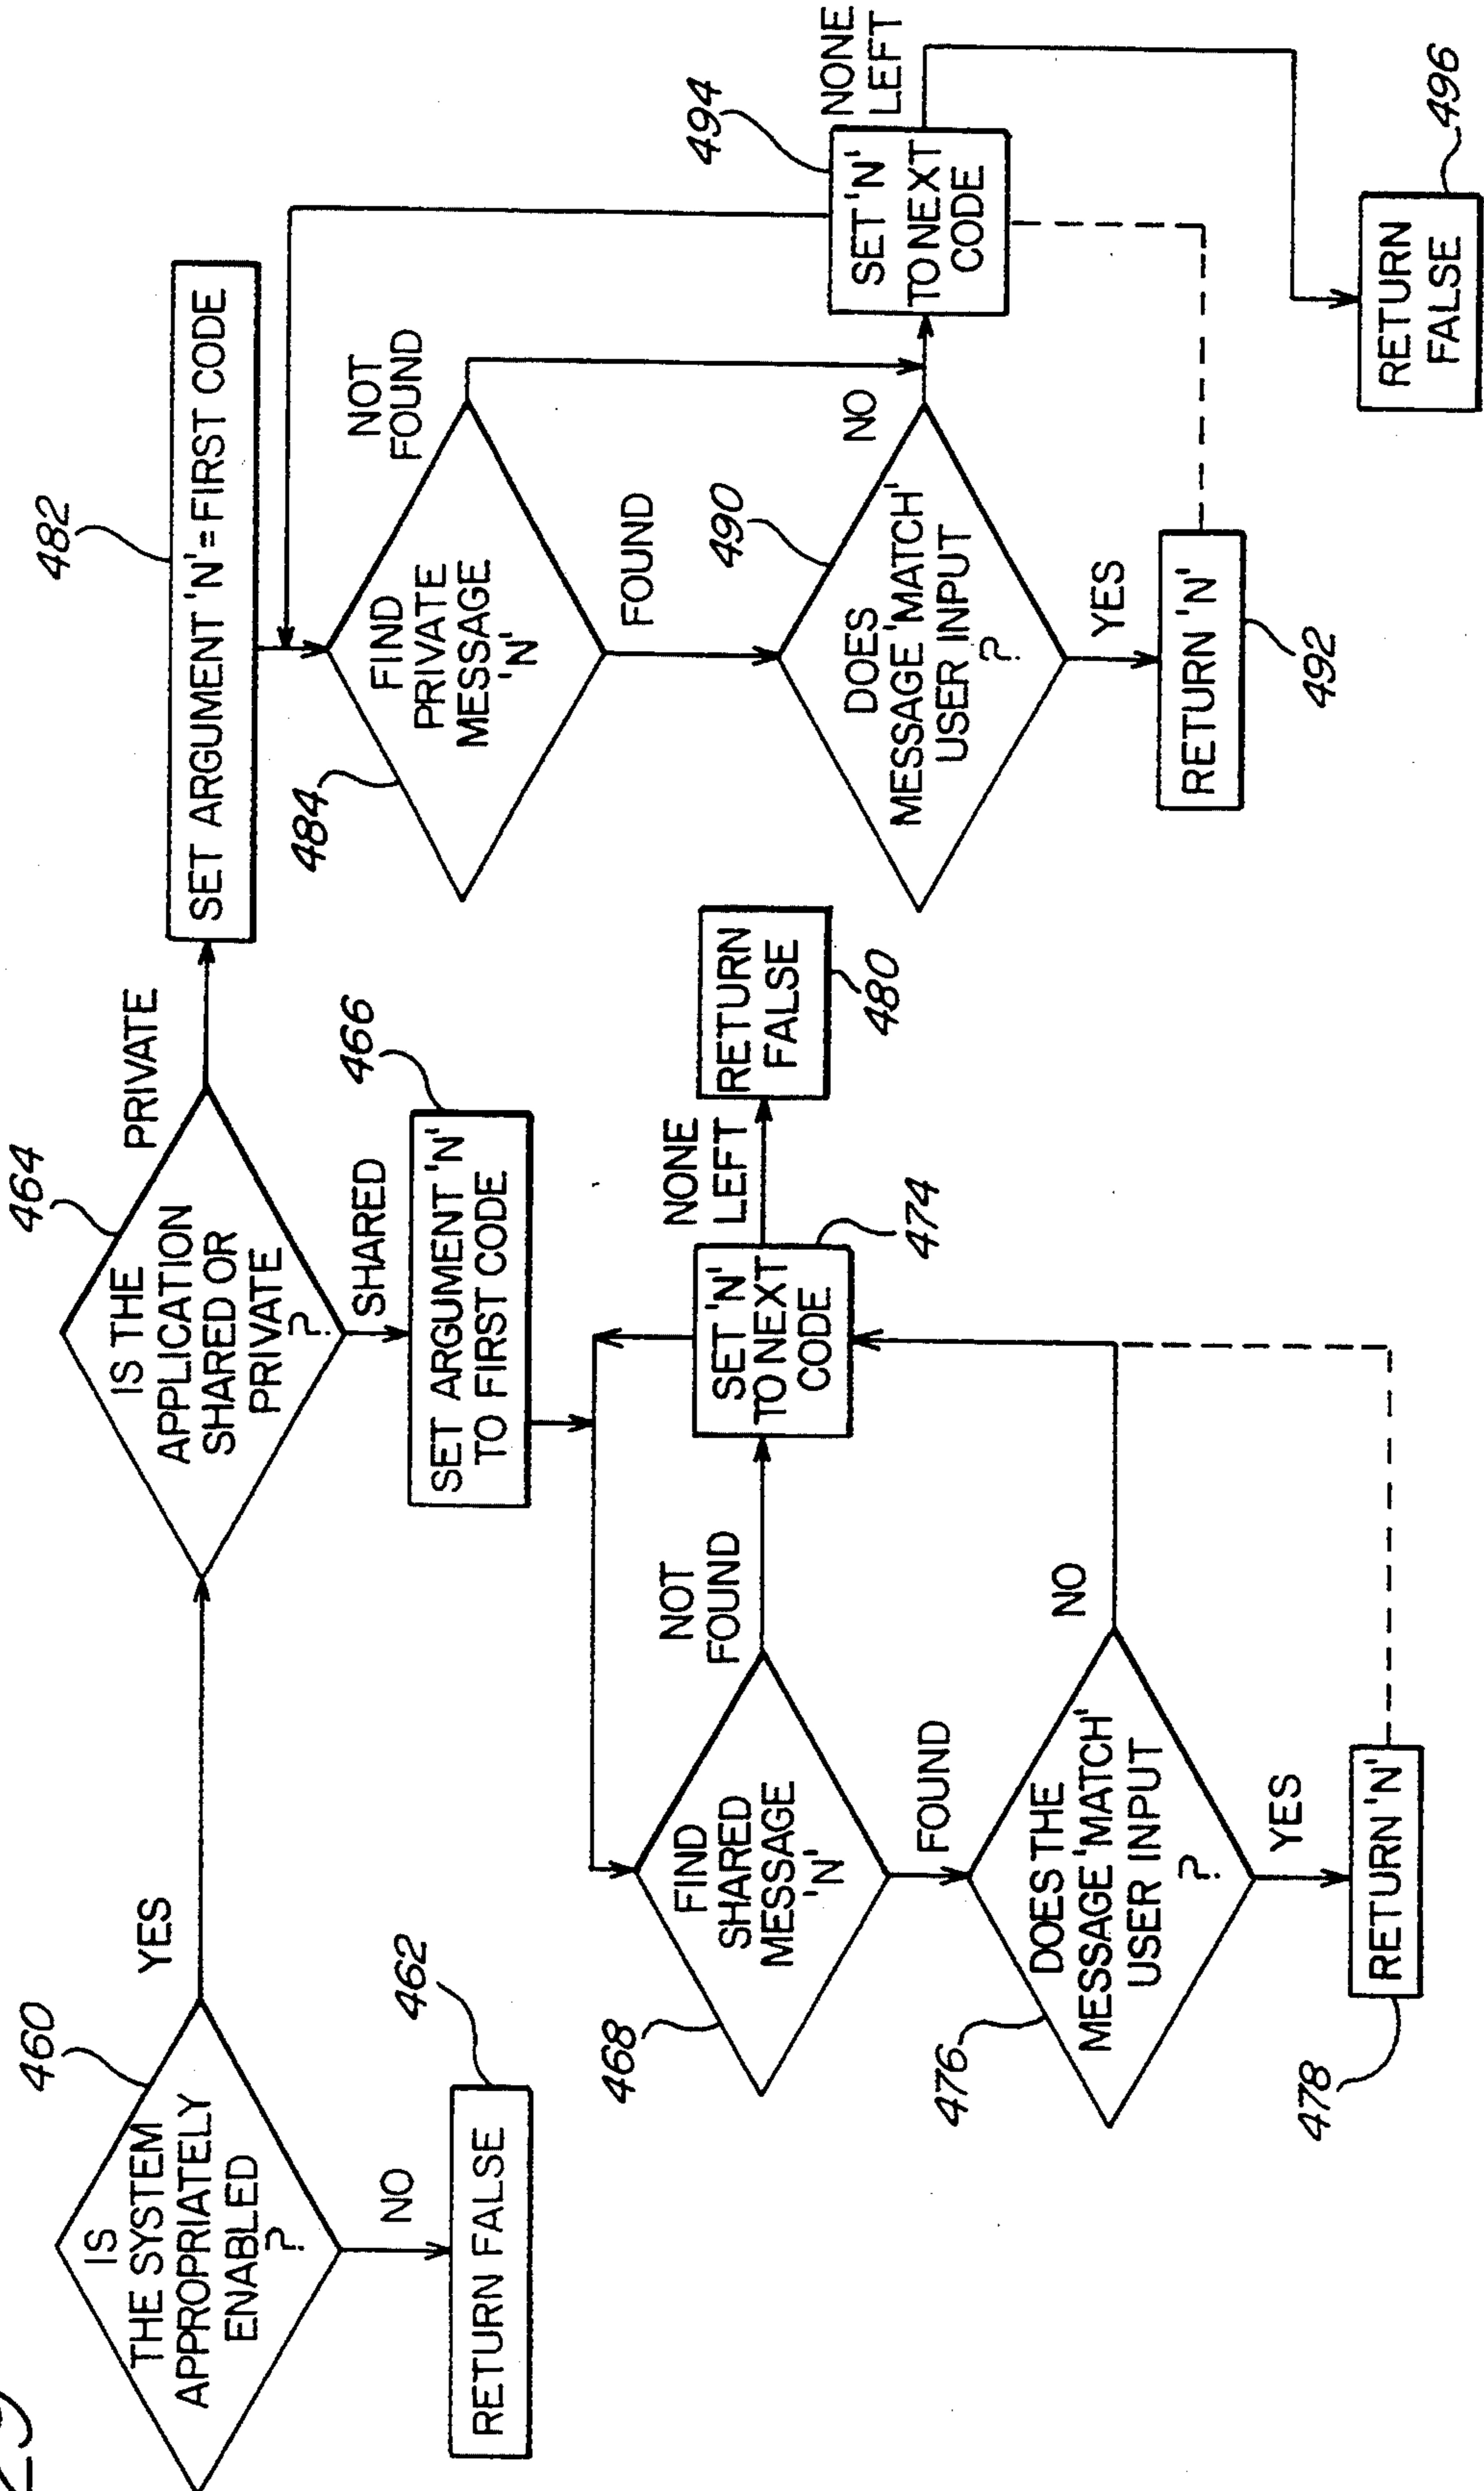 460
IS
THE SYSTEM
APPROPRIATELY
ENABLED
?
YES
NO
462
RETURN FALSE
464
IS THE
APPLICATION
SHARED OR
PRIVATE
?
PRIVATE
SHARED
466
SET ARGUMENT 'N'
TO FIRST CODE
468
FIND
SHARED
MESSAGE
'N'
NOT
FOUND
FOUND
474
SET 'N'
TO NEXT
CODE
NONE
LEFT
RETURN
FALSE
480
476
DOES THE
MESSAGE 'MATCH'
USER INPUT
?
NO
YES
478
RETURN 'N'
482
SET ARGUMENT 'N' = FIRST CODE
484
FIND
PRIVATE
MESSAGE
'N'
NOT
FOUND
FOUND
490
DOES
MESSAGE 'MATCH'
USER INPUT
?
NO
YES
RETURN 'N'
492
494
SET 'N'
TO NEXT
CODE
NONE
LEFT
RETURN
FALSE
496